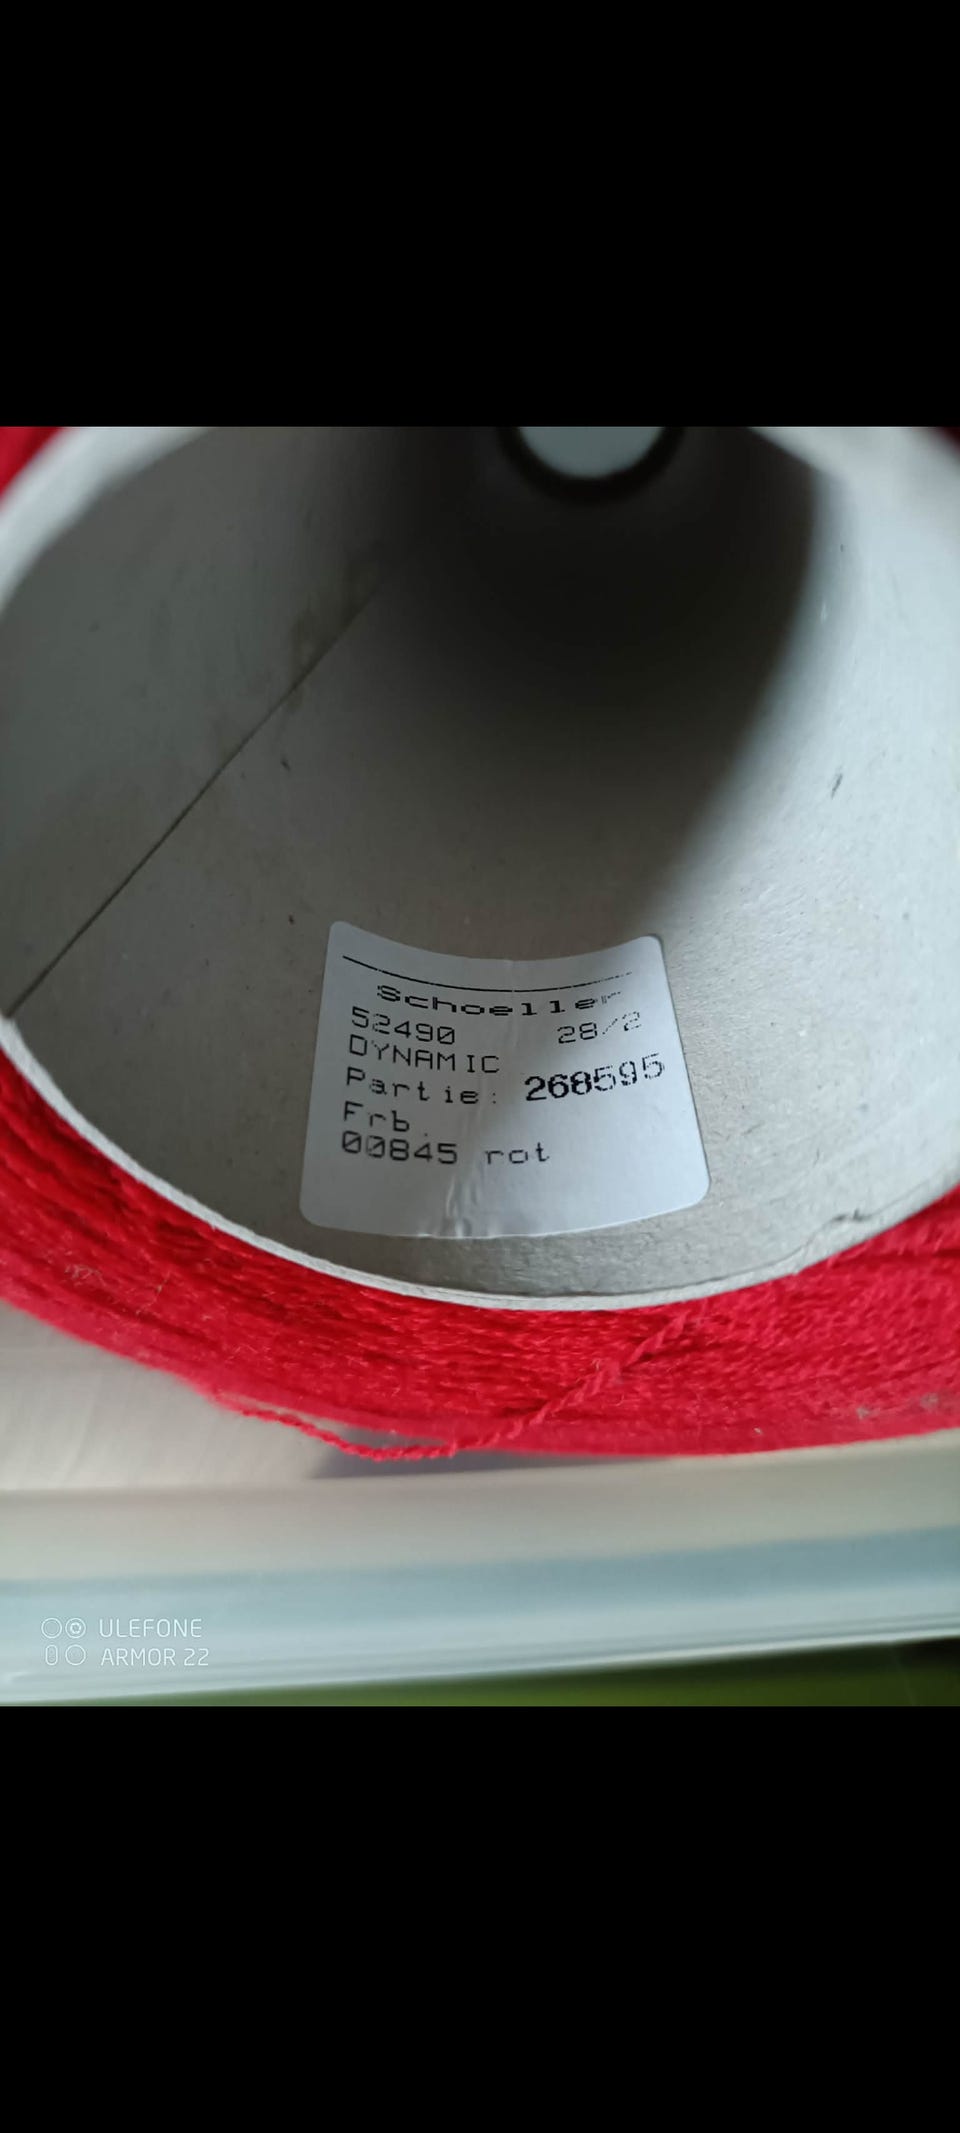 Schoeller
52490 28/2
DYNAMIC
Partie: 268595
Frb.
00845 rot
ULEFONE
ARMOR 22